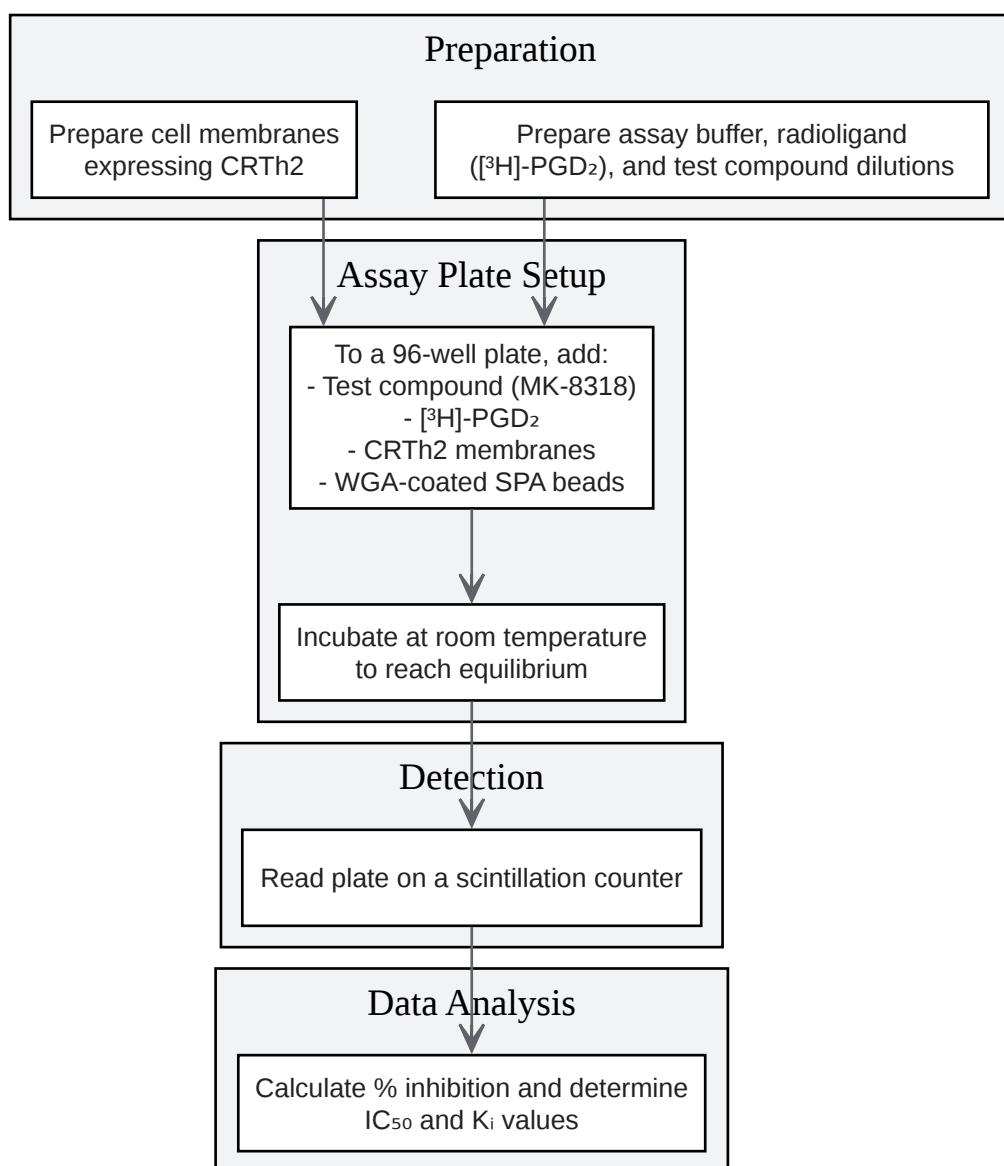 Preparation
Prepare cell membranes
expressing CRTh2
Prepare assay buffer, radioligand
([³H]-PGD₂), and test compound dilutions
Assay Plate Setup
To a 96-well plate, add:
- Test compound (MK-8318)
- [³H]-PGD₂
- CRTh2 membranes
- WGA-coated SPA beads
Incubate at room temperature
to reach equilibrium
Detection
Read plate on a scintillation counter
Data Analysis
Calculate % inhibition and determine
IC₅₀ and Kᵢ values